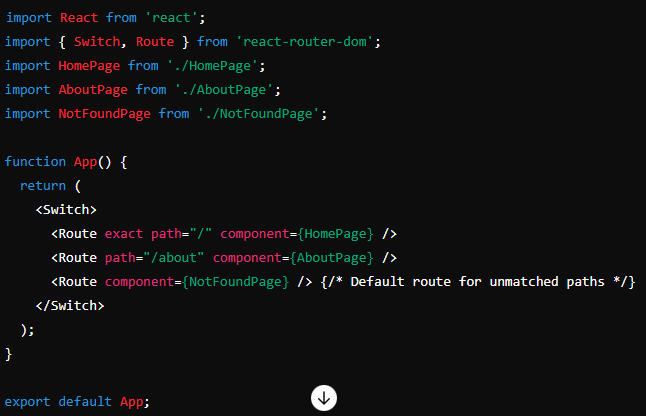 import React from 'react';
import { Switch, Route } from 'react-router-dom';
import HomePage from './HomePage';
import AboutPage from './AboutPage';
import NotFoundPage from './NotFoundPage';

function App() {
  return (
    <Switch>
      <Route exact path="/" component={HomePage} />
      <Route path="/about" component={AboutPage} />
      <Route component={NotFoundPage} /> {/* Default route for unmatched paths */}
    </Switch>
  );
}

export default App;